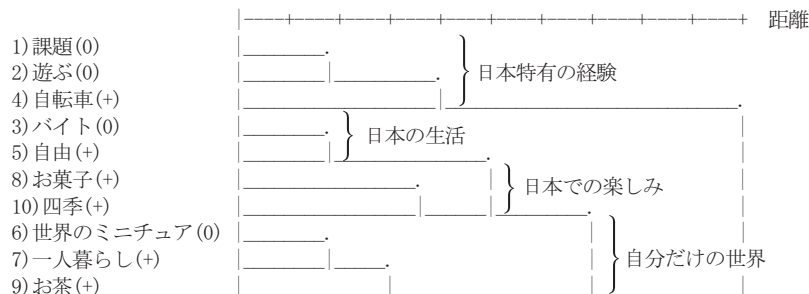 距離
1)課題(0)
2)遊ぶ(0)
日本特有の経験
4)自転車(+)
3)バイト(0)
日本の生活
5)自由(+)
8)お菓子(+)
日本での楽しみ
10)四季(+)
6)世界のミニチュア(0)
7)一人暮らし(+)
自分だけの世界
9)お茶(+)